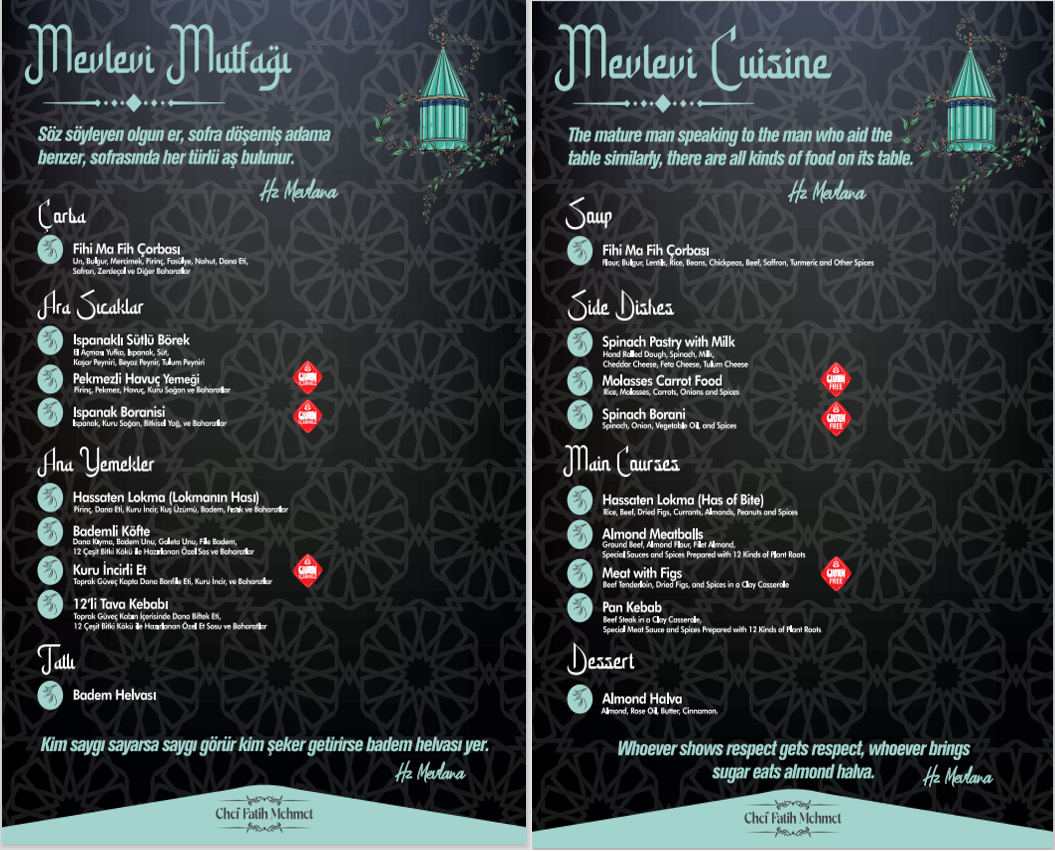 Mevlevi Mutfağı
Söz söyleyen olgun er, sofra döşemiş adama
benzer, sofrasında her türlü aş bulunur.
Hz Mevlana
Çorba
Fihi Ma Fih Çorbası
Un, Bulgur, Mercimek, Pirinç, Fasülye, Nohut, Dana Eti,
Safran, Zerdeçal ve Diğer Baharatlar
Ara Sıcaklar
Ispanaklı Sütlü Börek
El Açması Yufka, Ispanak, Süt,
Kaşar Peyniri, Beyaz Peynir, Tulum Peyniri
Pekmezli Havuç Yemeği
Pirinç, Pekmez, Havuç, Kuru Soğan ve Baharatlar
GLUTEN
Ispanak Boranisi
Ispanak, Kuru Soğan, Bitkisel Yağ, ve Baharatlar
GLUTEN
Ana Yemekler
Hassaten Lokma (Lokmanın Hası)
Pirinç, Dana Eti, Kuru İncir, Kuş Üzümü, Badem, Fıstık ve Baharatlar
Bademli Köfte
Dana Kıyma, Badem Unu, Galeta Unu, File Badem,
12 Çeşit Bitki Kökü ile Hazırlanan Özel Sos ve Baharatlar
Kuru İncirli Et
Toprak Güveç Kapta Dana Bonfile Eti, Kuru İncir, ve Baharatlar
GLUTEN
12'li Tava Kebabı
Toprak Güveç Kabın İçerisinde Dana Biftek Eti,
12 Çeşit Bitki Kökü ile Hazırlanan Özel Et Sosu ve Baharatlar
Tatlı
Badem Helvası
Kim saygı sayarsa saygı görür kim şeker getirirse badem helvası yer.
Hz Mevlana
Chef Fatih Mehmet
Mevlevi Cuisine
The mature man speaking to the man who aid the
table similarly, there are all kinds of food on its table.
Hz Mevlana
Soup
Fihi Ma Fih Çorbası
Flour, Bulgur, Lentils, Rice, Beans, Chickpeas, Beef, Saffron, Turmeric and Other Spices
Side Dishes
Spinach Pastry with Milk
Hand Rolled Dough, Spinach, Milk,
Cheddar Cheese, Feta Cheese, Tulum Cheese
Molasses Carrot Food
Rice, Molasses, Carrots, Onions and Spices
GLUTEN
FREE
Spinach Borani
Spinach, Onion, Vegetable Oil, and Spices
GLUTEN
FREE
Main Courses
Hassaten Lokma (Has of Bite)
Rice, Beef, Dried Figs, Currants, Almonds, Peanuts and Spices
Almond Meatballs
Ground Beef, Almond Flour, Filet Almond,
Special Sauces and Spices Prepared with 12 Kinds of Plant Roots
Meat with Figs
Beef Tenderloin, Dried Figs, and Spices in a Clay Casserole
GLUTEN
FREE
Pan Kebab
Beef Steak in a Clay Casserole,
Special Meat Sauce and Spices Prepared with 12 Kinds of Plant Roots
Dessert
Almond Halva
Almond, Rose Oil, Butter, Cinnamon.
Whoever shows respect gets respect, whoever brings
sugar eats almond halva.
Hz Mevlana
Chef Fatih Mehmet